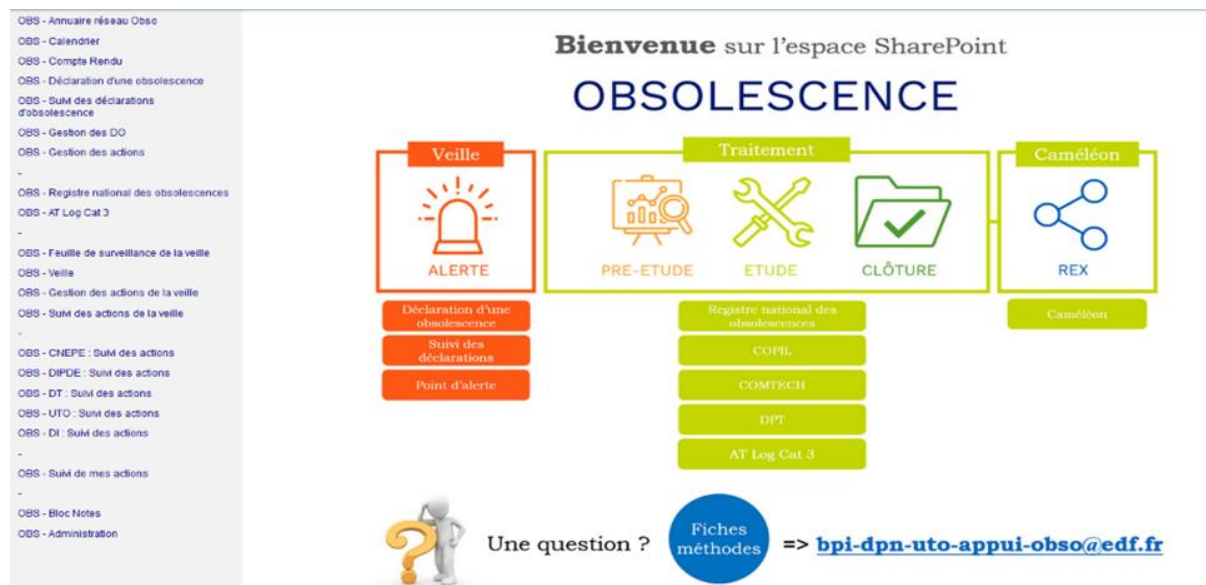 OBS - Annuaire réseau Obso
OBS - Calendrier
OBS - Compte Rendu
OBS - Déclaration d'une obsolescence
OBS - Suivi des déclarations
d'obsolescence
OBS - Gestion des DO
OBS - Gestion des actions
-
OBS - Registre national des obsolescences
OBS - AT Log Cat 3
-
OBS - Feuille de surveillance de la veille
OBS - Veille
OBS - Gestion des actions de la veille
OBS - Suivi des actions de la veille
-
OBS - CNEPE : Suivi des actions
OBS - DIPDE : Suivi des actions
OBS - DT : Suivi des actions
OBS - UTO : Suivi des actions
OBS - DI : Suivi des actions
-
OBS - Suivi de mes actions
-
OBS - Bloc Notes
OBS - Administration
Bienvenue sur l'espace SharePoint
OBSOLESCENCE
Veille
ALERTE
Déclaration d'une
obsolescence
Suivi des
déclarations
Point d'alerte
Traitement
PRE-ETUDE
ETUDE
CLÔTURE
Registre national des
obsolescences
COPIL
COMTECH
DPT
AT Log Cat 3
Caméléon
REX
Caméléon
Une question ?
Fiches
méthodes
=> bpi-dpn-uto-appui-obso@edf.fr